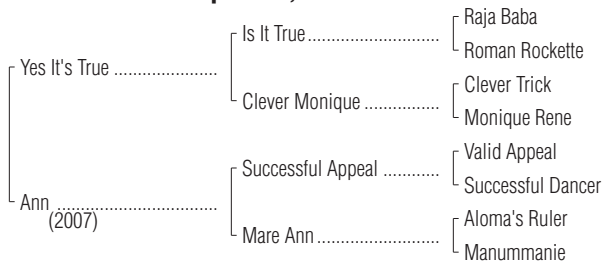 Raja Baba
Is It True
Roman Rockette
Yes It's True
Clever Trick
Clever Monique
Monique Rene
Valid Appeal
Successful Appeal
Successful Dancer
Ann
(2007)
Aloma's Ruler
Mare Ann
Manummanie